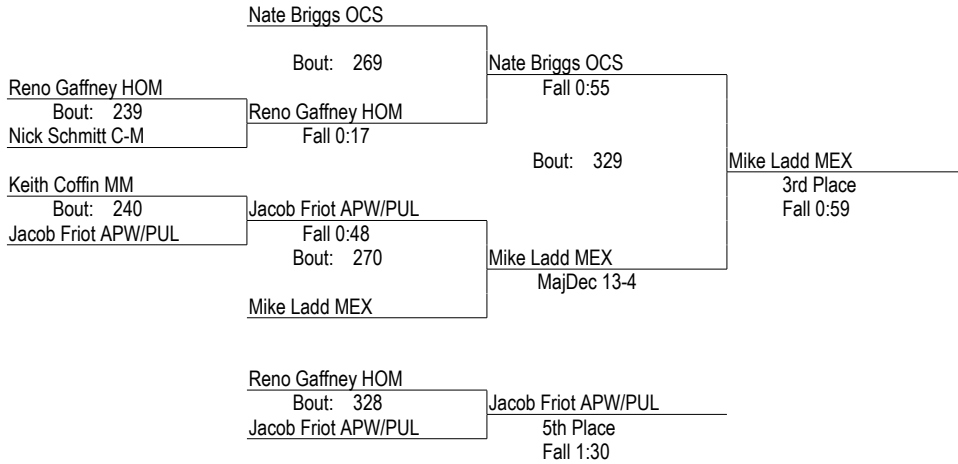 Nate Briggs OCS
Bout: 269
Nate Briggs OCS
Reno Gaffney HOM
Fall 0:55
Bout: 239
Reno Gaffney HOM
Nick Schmitt C-M
Fall 0:17
Bout: 329
Mike Ladd MEX
Keith Coffin MM
3rd Place
Bout: 240
Jacob Friot APW/PUL
Fall 0:59
Jacob Friot APW/PUL
Fall 0:48
Bout: 270
Mike Ladd MEX
MajDec 13-4
Mike Ladd MEX
Reno Gaffney HOM
Bout: 328
Jacob Friot APW/PUL
Jacob Friot APW/PUL
5th Place
Fall 1:30